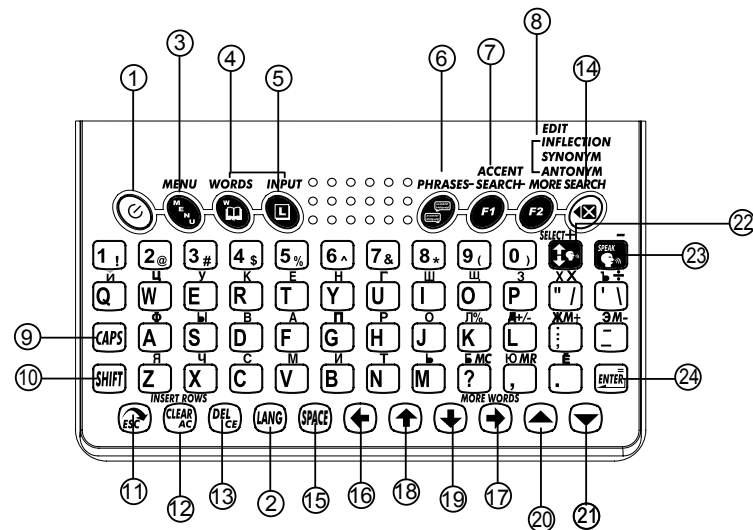 8
7
3 4 6 14
1 5
EDIT
INFLECTION
ACCENT SYNONYM
ANTONYM
MENU WORDS INPUT PHRASES SEARCH MORE SEARCH
MENU W L F1 F2
22
SELECT + –
1 ! 2 @ 3 # 4 $ 5 % 6 ^ 7 & 8 * 9 ( 0 ) SPEAK
23
Й Ц У К Е Н Г Ш Щ З Х X Ъ ÷
Q W E R T Y U I O P " / ' \
Ф Ы В А П Р О Л % Д +/- Ж M+ Э M-
9 CAPS A S D F G H J K L : _
Я Ч С М И Т Ь Б MC Ю MR Ё =
10 SHIFT Z X C V B N M ? , . ENTER 24
INSERT ROWS MORE WORDS
ESC CLEAR AC DEL CE LANG SPACE
11 12 13 2 15 16 18 19 17 20 21